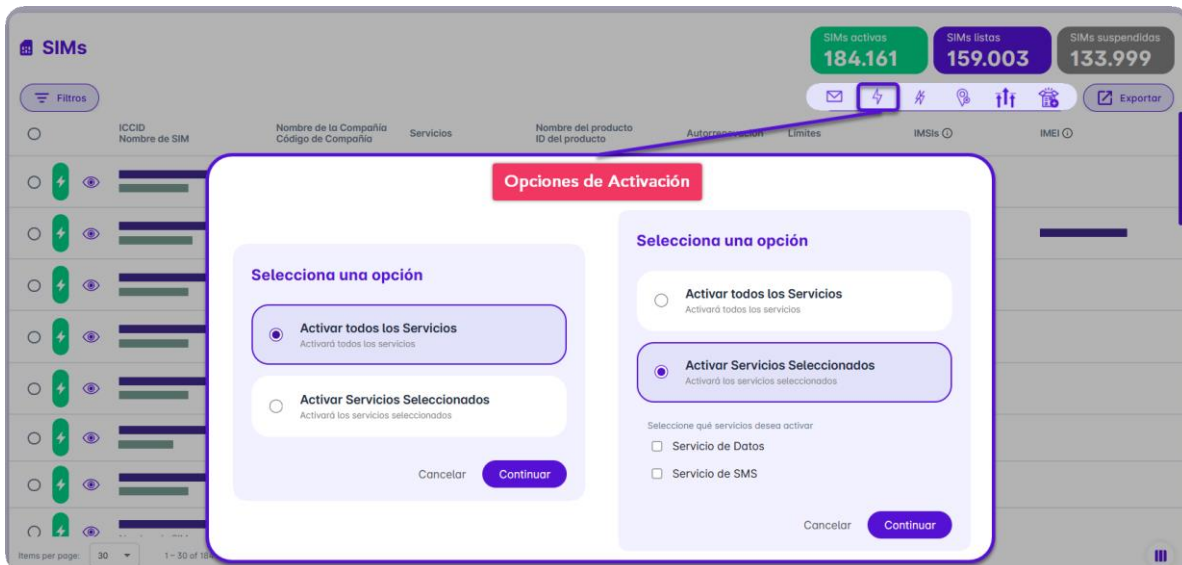 SIMs
SIMs activas
184.161
SIMs listas
159.003
SIMs suspendidas
133.999
Filtros
Exportar
ICCID
Nombre de SIM
Nombre de la Compañía
Código de Compañía
Servicios
Nombre del producto
ID del producto
Autorrenovación
Límites
IMSIs
IMEI
Opciones de Activación
Selecciona una opción
Activar todos los Servicios
Activará todos los servicios
Activar Servicios Seleccionados
Activará los servicios seleccionados
Cancelar
Continuar
Selecciona una opción
Activar todos los Servicios
Activará todos los servicios
Activar Servicios Seleccionados
Activará los servicios seleccionados
Seleccione qué servicios desea activar
Servicio de Datos
Servicio de SMS
Cancelar
Continuar
Items per page:
30
1 – 30 of